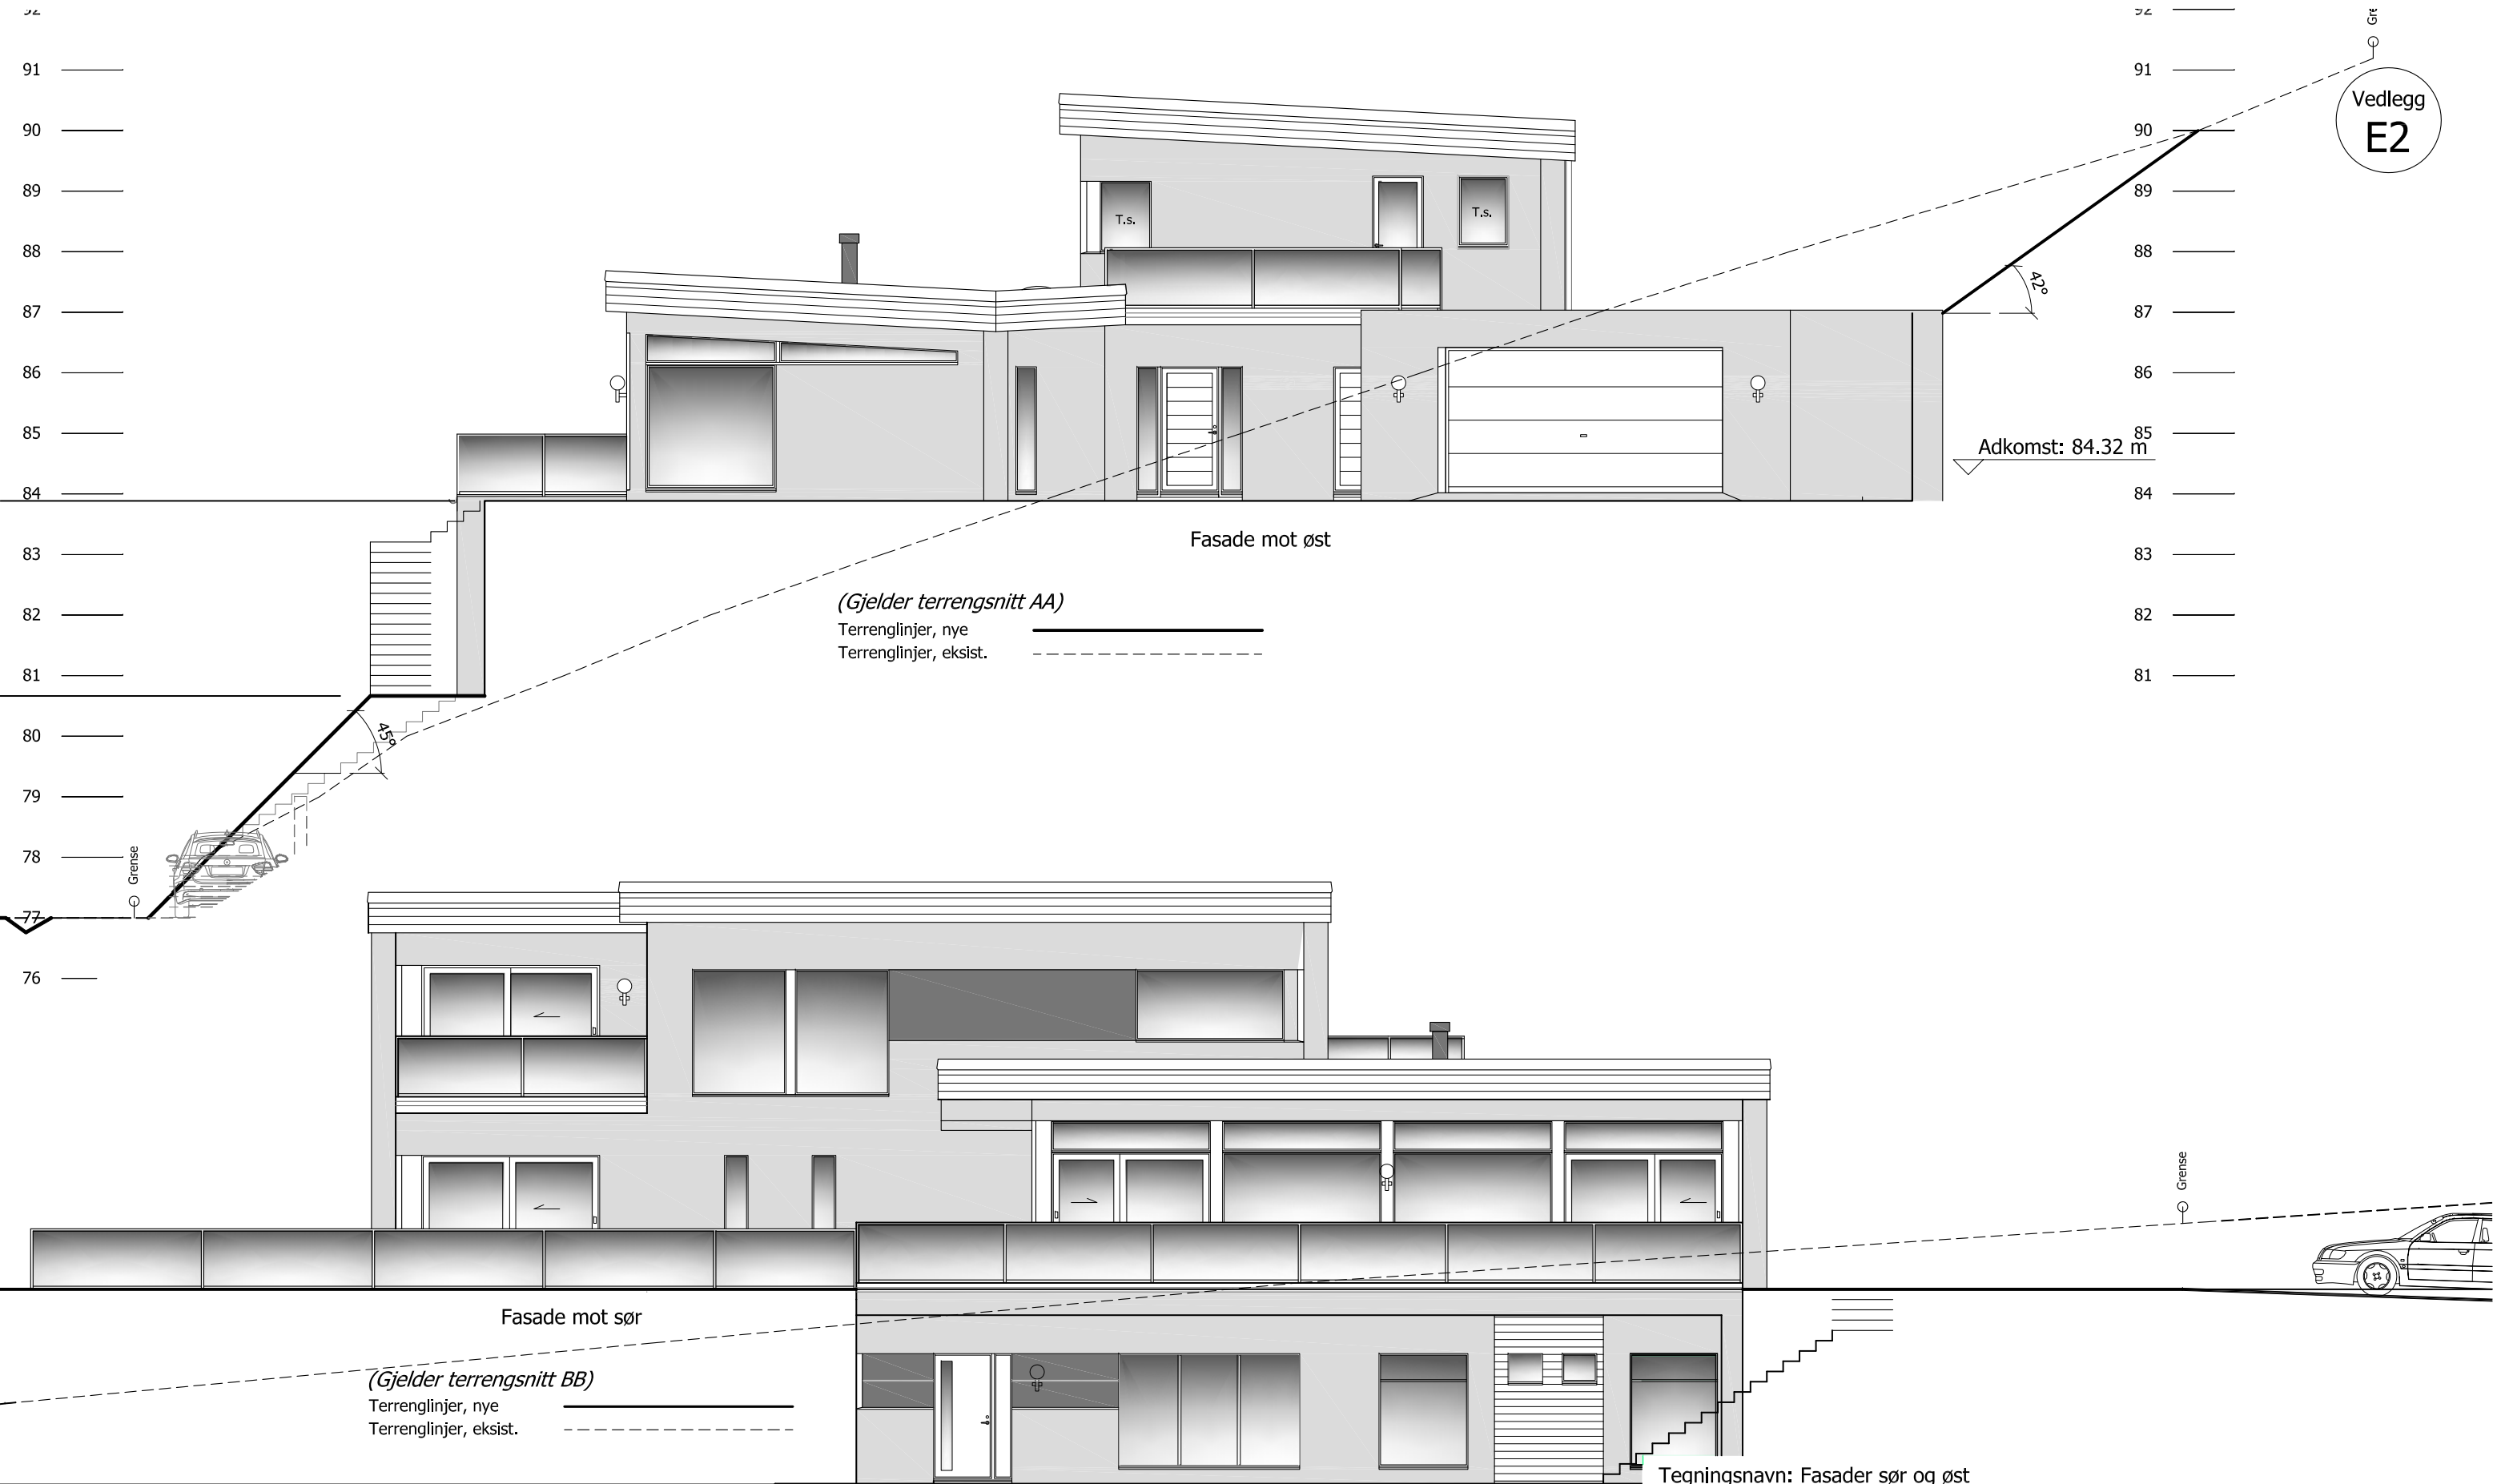 92
91
90
89
88
87
86
85
84
83
82
81
80
79
78
77
76
Grense
45°
T.s.
T.s.
Fasade mot øst
(Gjelder terrengsnitt AA)
Terrenglinjer, nye
Terrenglinjer, eksist.
42°
Adkomst: 84.32 m
92
91
90
89
88
87
86
85
84
83
82
81
Vedlegg
E2
Fasade mot sør
(Gjelder terrengsnitt BB)
Terrenglinjer, nye
Terrenglinjer, eksist.
Grense
Tegningsnavn: Fasader sør og øst